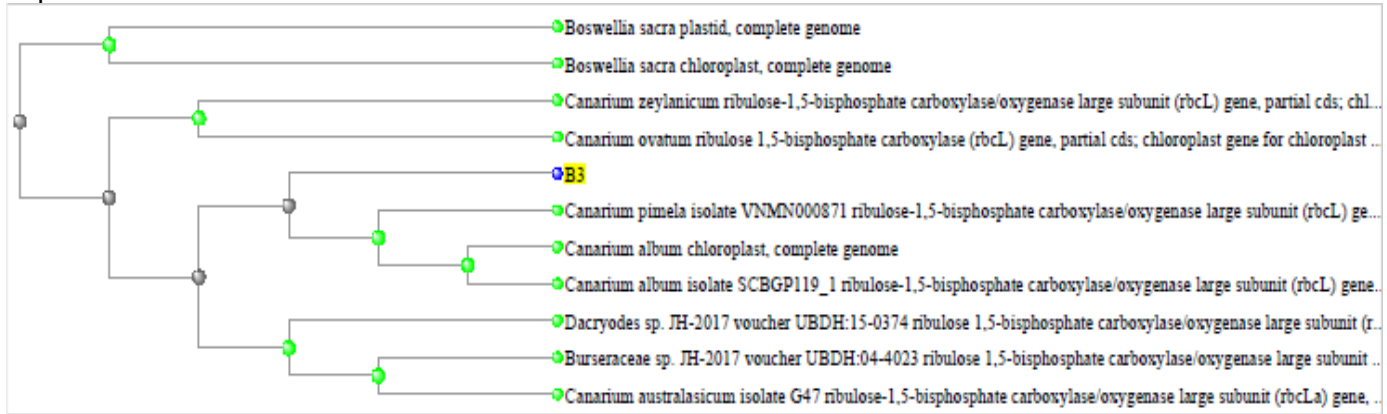 Boswellia sacra plastid, complete genome
Boswellia sacra chloroplast, complete genome
Canarium zeylanicum ribulose-1,5-bisphosphate carboxylase/oxygenase large subunit (rbcL) gene, partial cds; chl...
Canarium ovatum ribulose 1,5-bisphosphate carboxylase (rbcL) gene, partial cds; chloroplast gene for chloroplast ...
B3
Canarium pimela isolate VNMN000871 ribulose-1,5-bisphosphate carboxylase/oxygenase large subunit (rbcL) ge...
Canarium album chloroplast, complete genome
Canarium album isolate SCBGP119_1 ribulose-1,5-bisphosphate carboxylase/oxygenase large subunit (rbcL) gene...
Dacryodes sp. JH-2017 voucher UBDH:15-0374 ribulose 1,5-bisphosphate carboxylase/oxygenase large subunit (r...
Burseraceae sp. JH-2017 voucher UBDH:04-4023 ribulose 1,5-bisphosphate carboxylase/oxygenase large subunit ...
Canarium australasicum isolate G47 ribulose-1,5-bisphosphate carboxylase/oxygenase large subunit (rbcLa) gene, ...